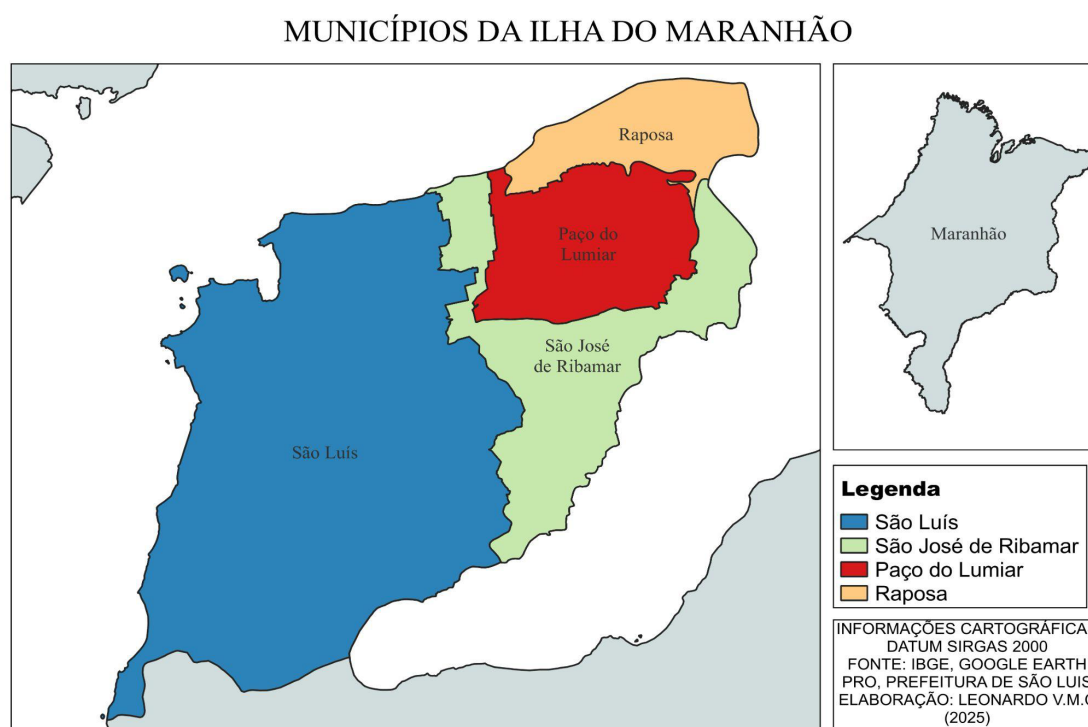 MUNICÍPIOS DA ILHA DO MARANHÃO
Raposa
Paço do
Lumiar
São José
de Ribamar
São Luís
Maranhão
Legenda
São Luís
São José de Ribamar
Paço do Lumiar
Raposa
INFORMAÇÕES CARTOGRÁFICA
DATUM SIRGAS 2000
FONTE: IBGE, GOOGLE EARTH
PRO, PREFEITURA DE SÃO LUIS
ELABORAÇÃO: LEONARDO V.M.
(2025)